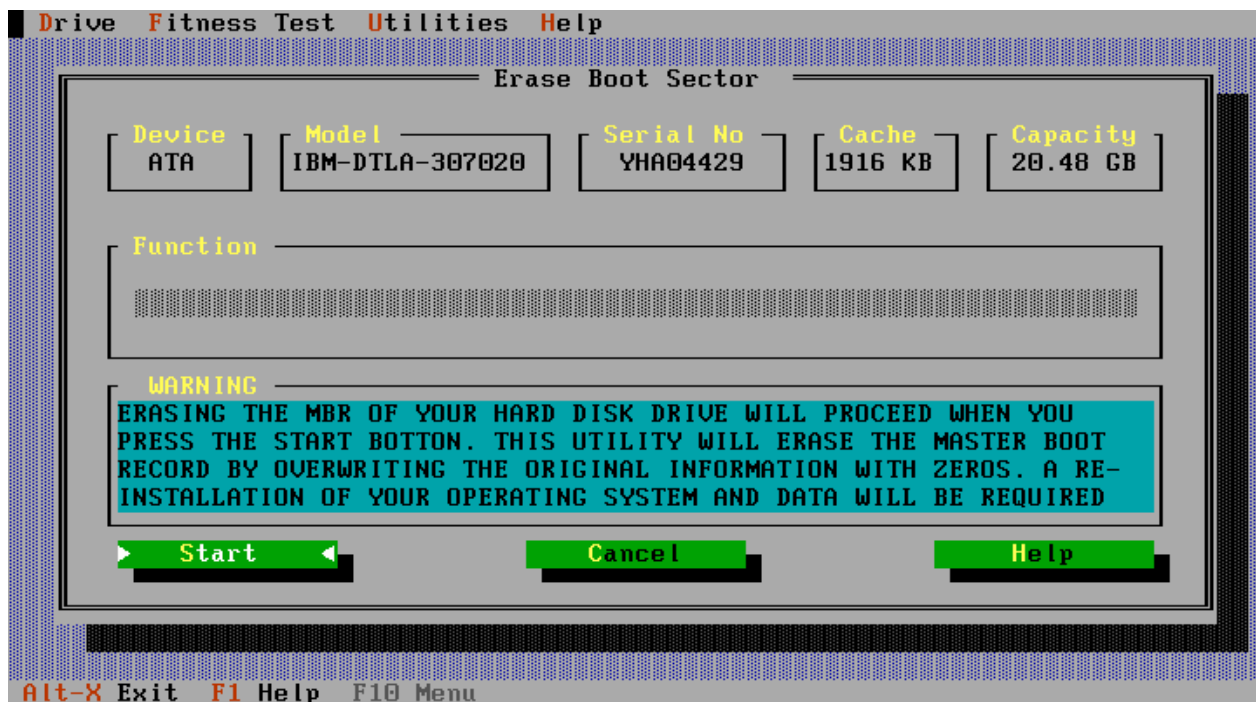 Drive Fitness Test Utilities Help
Erase Boot Sector
Device Model Serial No Cache Capacity
ATA IBM-DTLA-307020 YHA04429 1916 KB 20.48 GB
Function
WARNING
ERASING THE MBR OF YOUR HARD DISK DRIVE WILL PROCEED WHEN YOU
PRESS THE START BOTTON. THIS UTILITY WILL ERASE THE MASTER BOOT
RECORD BY OVERWRITING THE ORIGINAL INFORMATION WITH ZEROS. A RE-
INSTALLATION OF YOUR OPERATING SYSTEM AND DATA WILL BE REQUIRED
Start Cancel Help
Alt-X Exit F1 Help F10 Menu